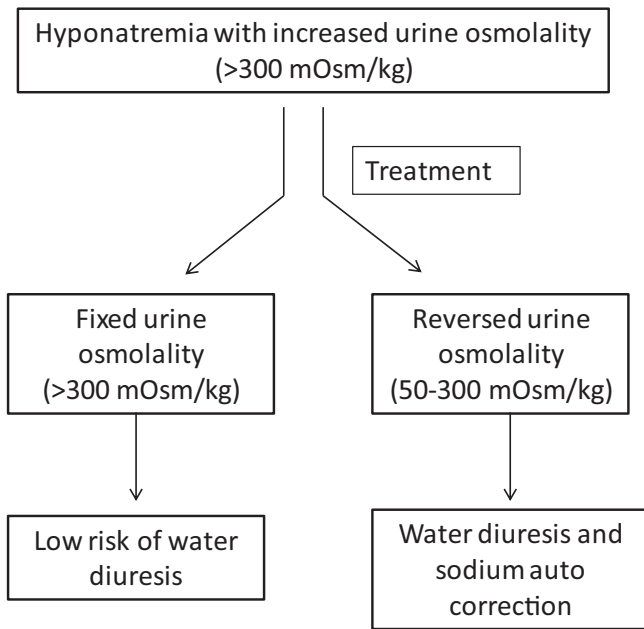 Hyponatremia with increased urine osmolality
(>300 mOsm/kg)
Treatment
Fixed urine
osmolality
(>300 mOsm/kg)
Reversed urine
osmolality
(50-300 mOsm/kg)
Low risk of water
diuresis
Water diuresis and
sodium auto
correction